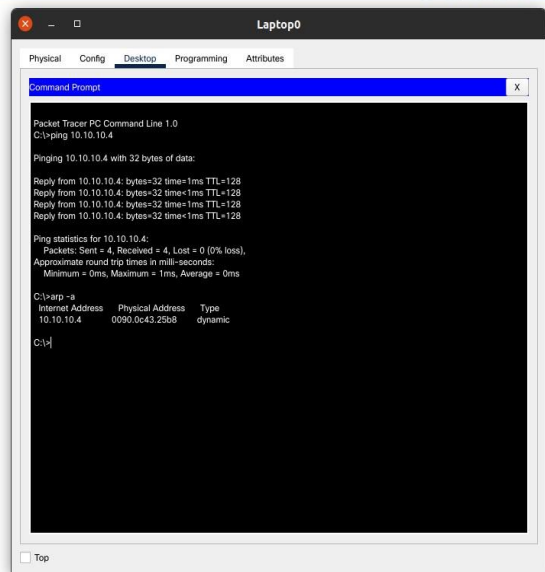 Laptop0
Physical Config Desktop Programming Attributes
Command Prompt X
Packet Tracer PC Command Line 1.0
C:\>ping 10.10.10.4
Pinging 10.10.10.4 with 32 bytes of data:
Reply from 10.10.10.4: bytes=32 time=1ms TTL=128
Reply from 10.10.10.4: bytes=32 time<1ms TTL=128
Reply from 10.10.10.4: bytes=32 time<1ms TTL=128
Reply from 10.10.10.4: bytes=32 time<1ms TTL=128
Ping statistics for 10.10.10.4:
Packets: Sent = 4, Received = 4, Lost = 0 (0% loss),
Approximate round trip times in milli-seconds:
Minimum = 0ms, Maximum = 1ms, Average = 0ms
C:\>arp -a
Internet Address Physical Address Type
10.10.10.4 0090.0c43.25b8 dynamic
C:\>
Top